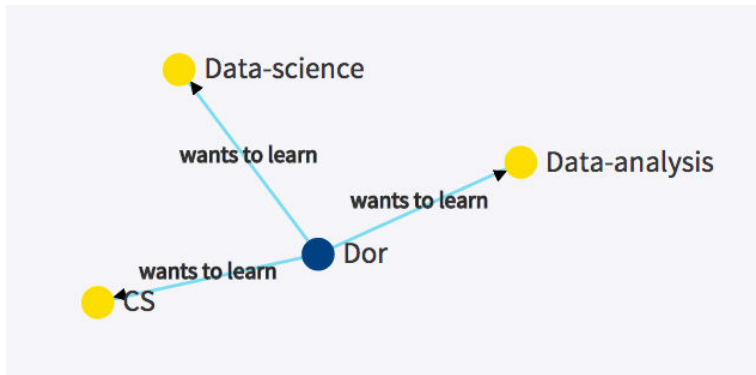 Data-science
wants to learn
Data-analysis
wants to learn
Dor
wants to learn
CS